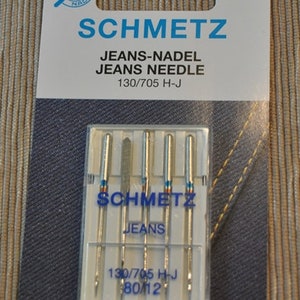 SCHMETZ
JEANS-NADEL
JEANS NEEDLE
130/705 H-J
SCHMETZ
JEANS
130/705 H-J
80/12